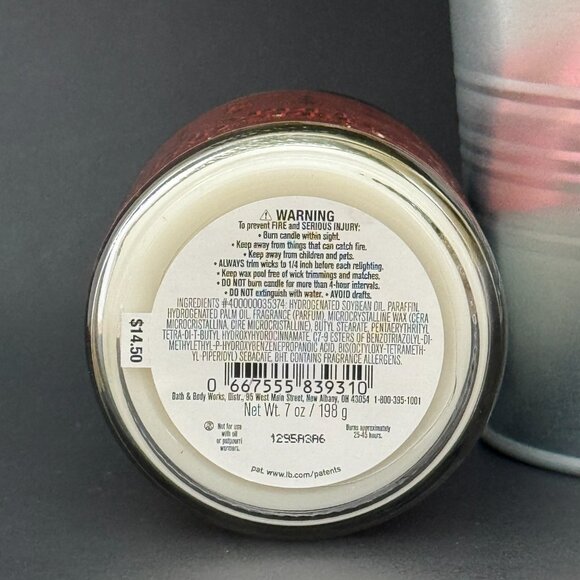 ⚠ WARNING
To prevent FIRE and SERIOUS INJURY:
• Burn candle within sight.
• Keep away from things that can catch fire.
• Keep away from children and pets.
• ALWAYS trim wicks to 1/4 inch before each relighting.
• Keep wax pool free of wick trimmings and matches.
• DO NOT burn candle for more than 4-hour intervals.
• DO NOT extinguish with water. • AVOID drafts.
INGREDIENTS #400000035374: HYDROGENATED SOYBEAN OIL, PARAFFIN,
HYDROGENATED PALM OIL, FRAGRANCE (PARFUM), MICROCRYSTALLINE WAX (CERA
MICROCRISTALLINA, CIRE MICROCRISTALLINE), BUTYL STEARATE, PENTAERYTHRITYL
TETRA-DI-T-BUTYL HYDROXYHYDROCINNAMATE, C7-9 ESTERS OF BENZOTRIAZOLYL-DI-
METHYLETHYL-P-HYDROXYBENZENEPROPANOIC ACID, BIS(OCTYLOXY-TETRAMETH-
YL-PIPERIDYL) SEBACATE, BHT. CONTAINS FRAGRANCE ALLERGENS.
$14.50
0 667555 839310
Bath & Body Works, Distr., 95 West Main Street, New Albany, OH 43054 1-800-395-1001
Net Wt. 7 oz / 198 g
Not for use
with oil
or potpourri
warmers.
1295A3A6
Burns approximately
25-45 hours.
pat. www.lb.com/patents